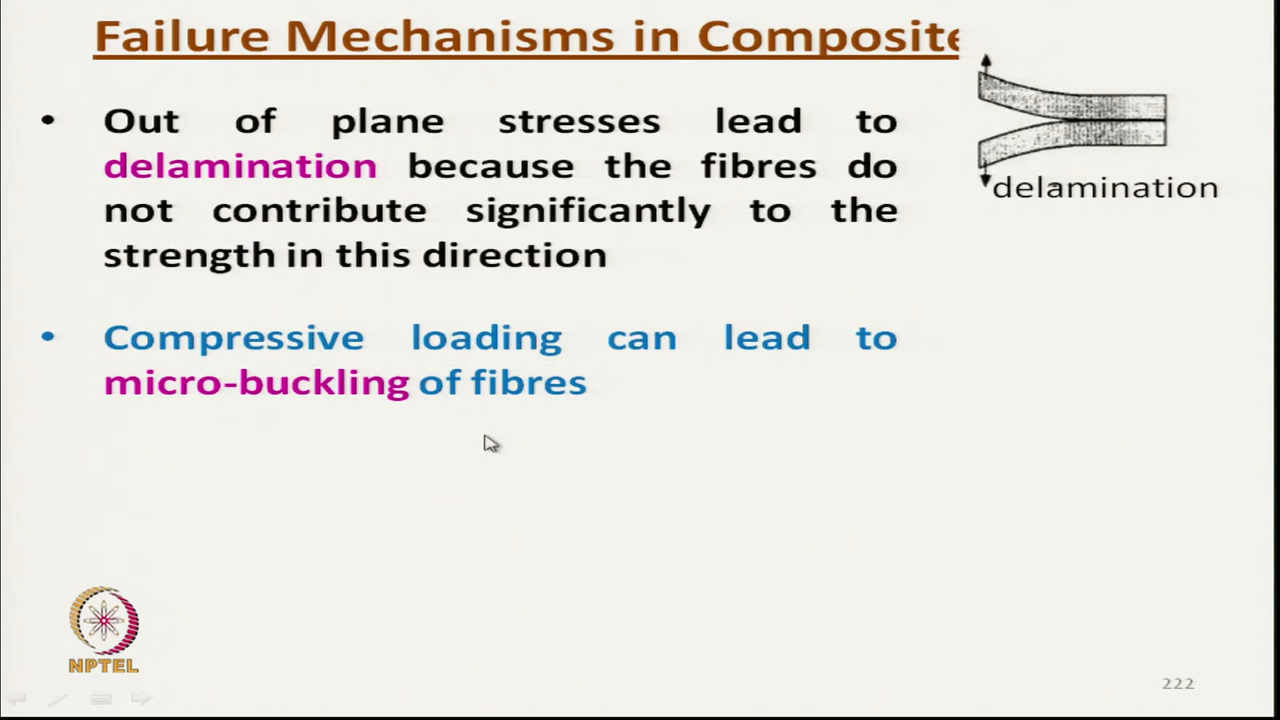 Failure Mechanisms in Composite
• Out of plane stresses lead to
delamination because the fibres do
not contribute significantly to the
strength in this direction
delamination
• Compressive loading can lead to
micro-buckling of fibres
NPTEL
222